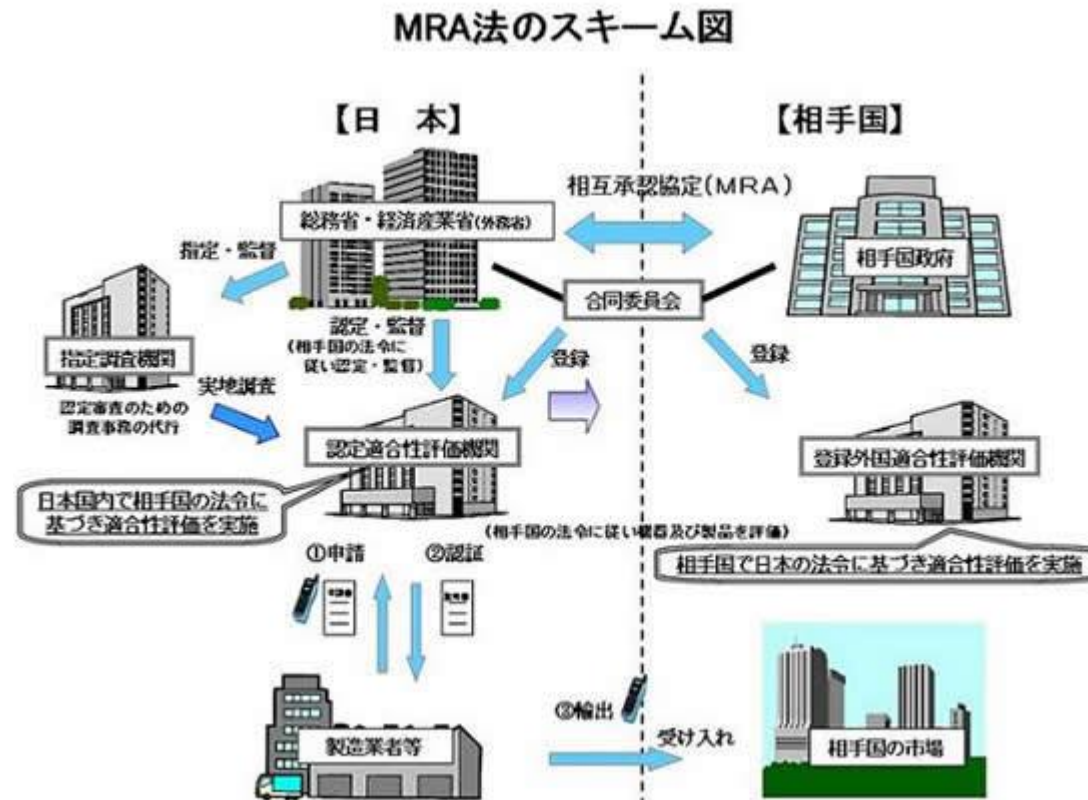 MRA法のスキーム図
【日　本】
【相手国】
相互承認協定(MRA)
総務省・経済産業省(外務省)
相手国政府
指定・監督
合同委員会
認定・監督
(相手国の法令に
従い認定・監督)
登録
登録
指定調査機関
実地調査
認定審査のための
調査事務の代行
認定適合性評価機関
登録外国適合性評価機関
日本国内で相手国の法令に
基づき適合性評価を実施
(相手国の法令に従い機器及び製品を評価)
相手国で日本の法令に基づき適合性評価を実施
①申請
②認証
③輸出
受け入れ
製造業者等
相手国の市場